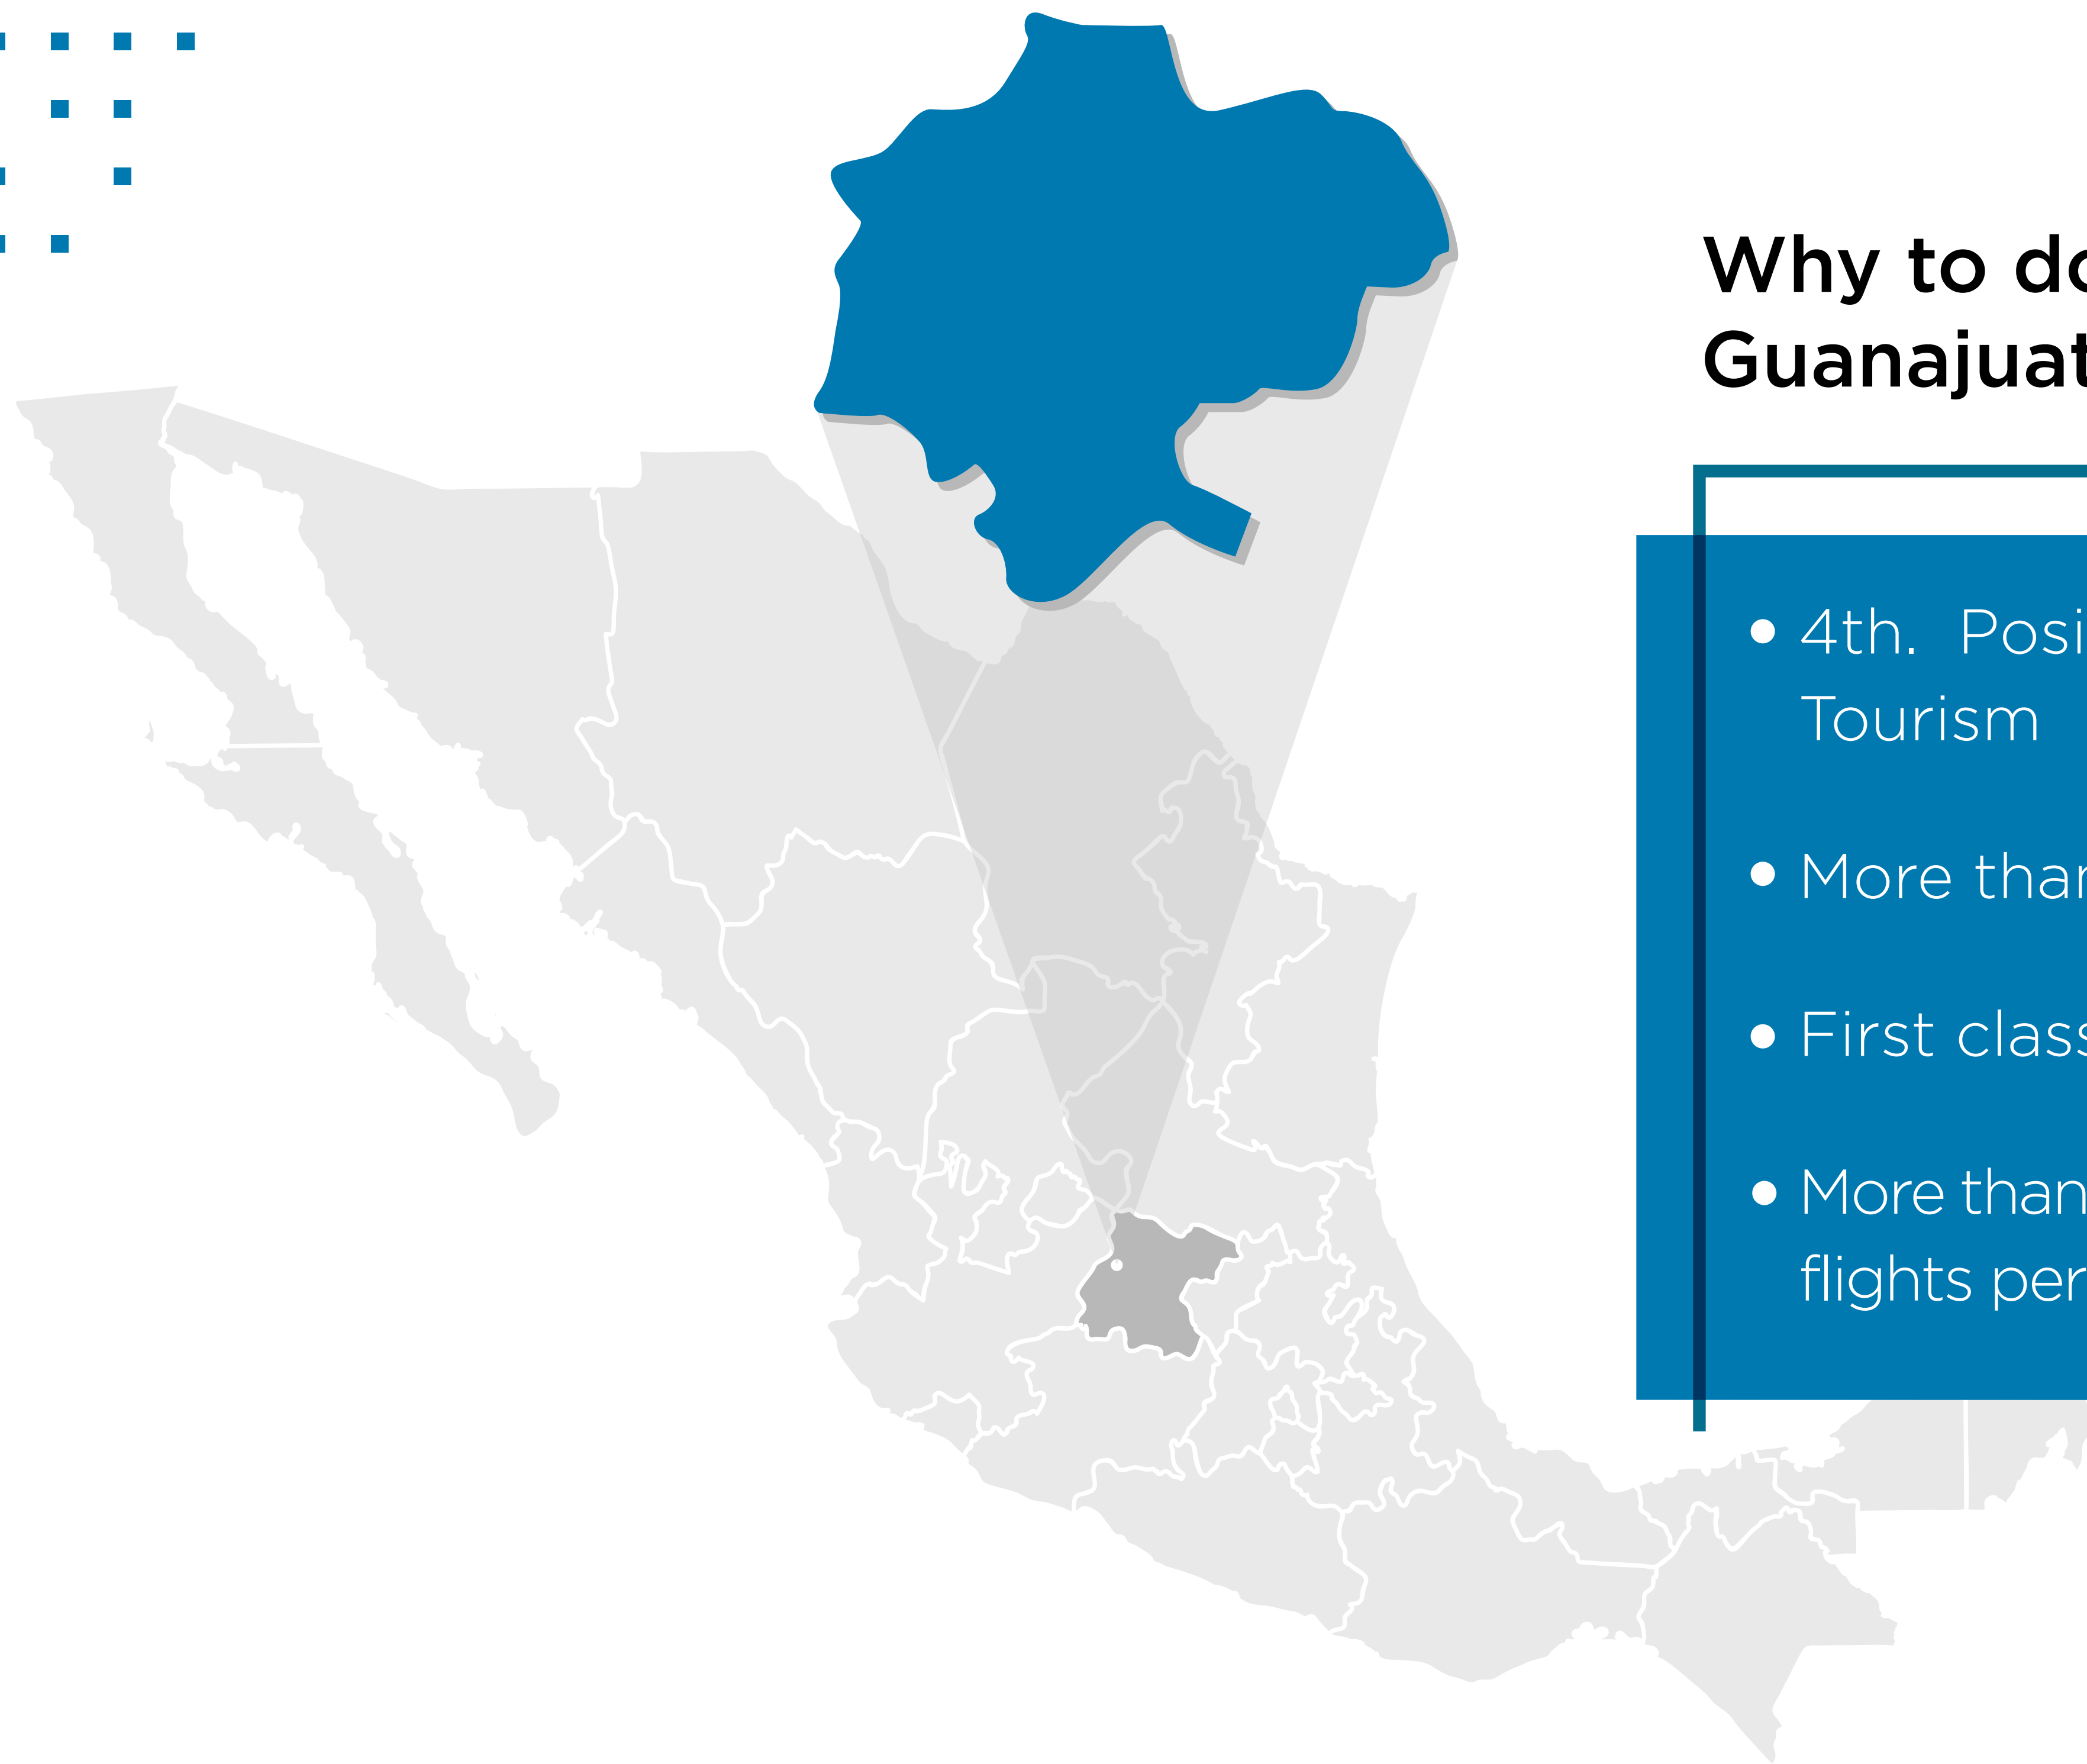 Why to do
Guanajuat
• 4th. Posi
Tourism
• More than
• First class
• More than
flights per